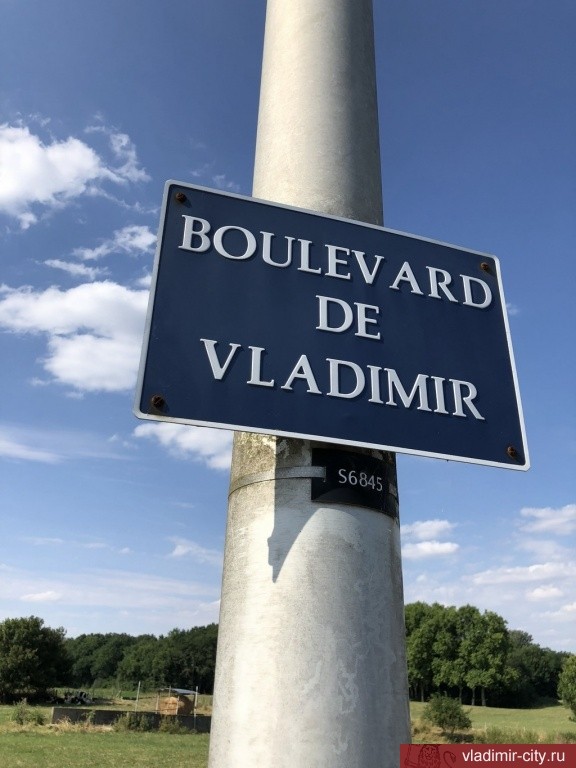 BOULEVARD
DE
VLADIMIR
S6845
vladimir-city.ru